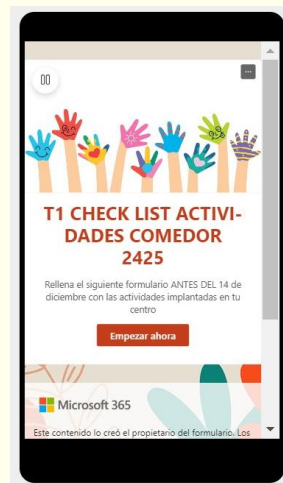 T1 CHECK LIST ACTIVI-
DADES COMEDOR
2425
Rellena el siguiente formulario ANTES DEL 14 de
diciembre con las actividades implantadas en tu
centro
Empezar ahora
Microsoft 365
Este contenido lo creó el propietario del formulario. Los